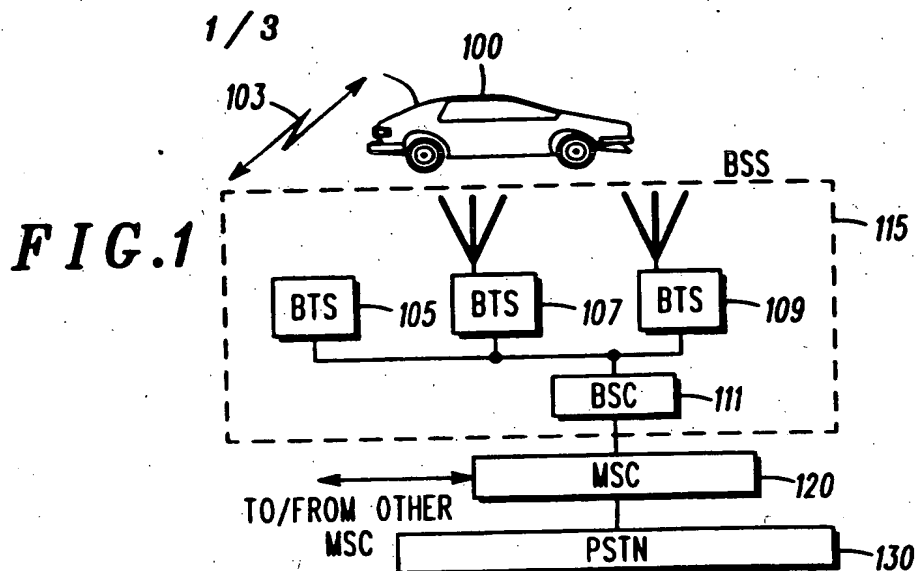 1/3
100
103
BSS
115
FIG.1
BTS 105
BTS 107
BTS 109
BSC 111
MSC 120
TO/FROM OTHER
MSC
PSTN 130